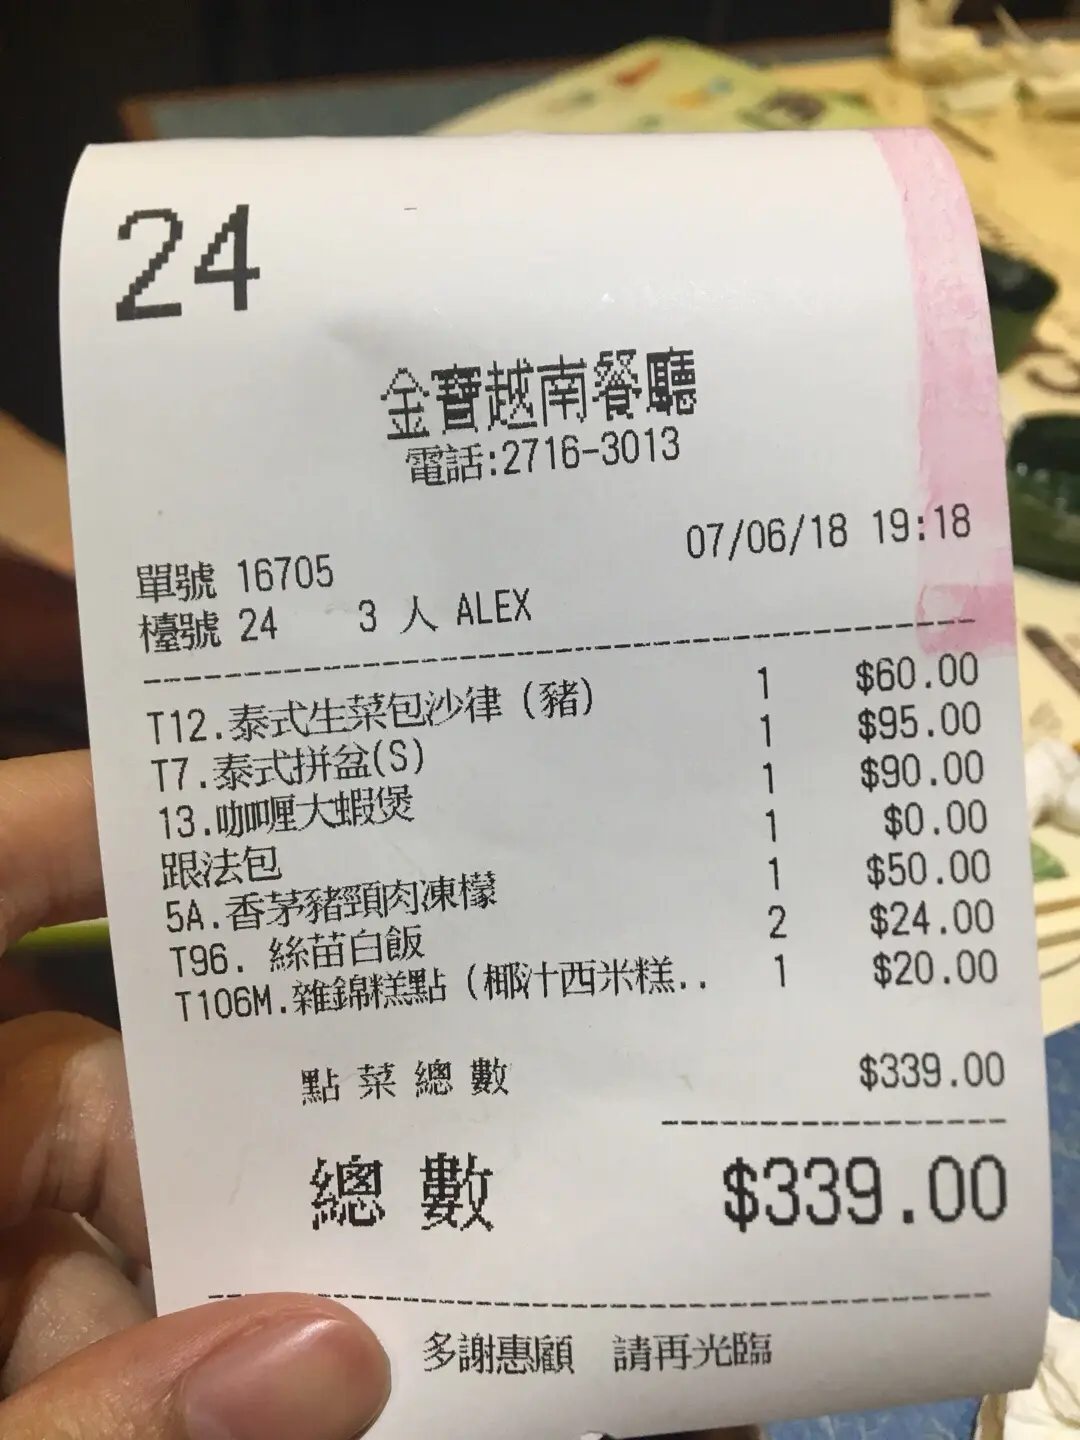 24
金寶越南餐廳
電話:2716-3013
07/06/18 19:18
單號 16705
檯號 24 3 人 ALEX
T12.泰式生菜包沙律 (豬) 1 $60.00
T7.泰式拼盆(S) 1 $95.00
13.咖喱大蝦煲 1 $90.00
跟法包 1 $0.00
5A.香茅豬頸肉凍檬 1 $50.00
T96. 絲苗白飯 2 $24.00
T106M.雜錦糕點 (椰汁西米糕.. 1 $20.00
點菜總數 $339.00
總數 $339.00
多謝惠顧 請再光臨